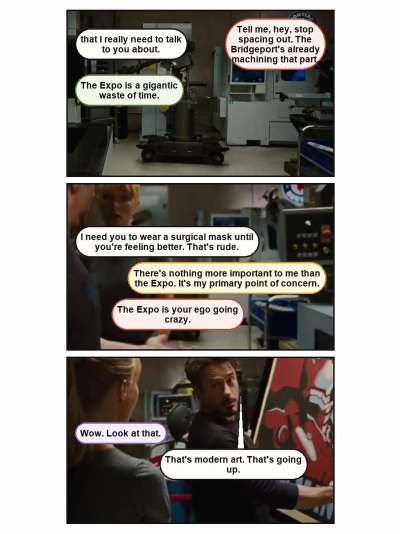 that I really need to talk
to you about.
Tell me, hey, stop
spacing out. The
Bridgeport's already
machining that part.
The Expo is a gigantic
waste of time.
I need you to wear a surgical mask until
you're feeling better. That's rude.
There's nothing more important to me than
the Expo. It's my primary point of concern.
The Expo is your ego going
crazy.
Wow. Look at that.
That's modern art. That's going
up.